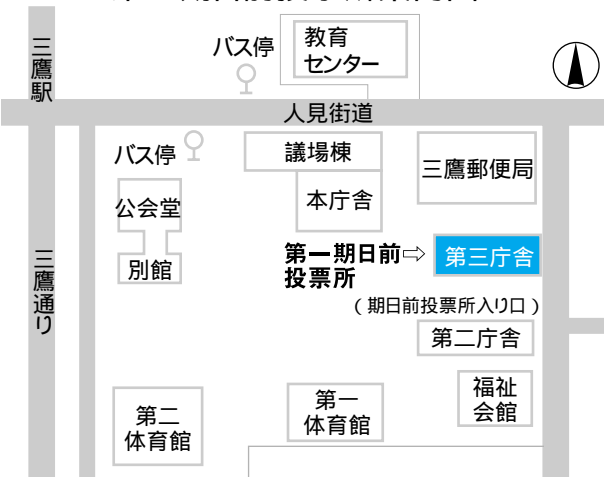 三鷹駅
バス停
教育
センター
人見街道
バス停
議場棟
三鷹郵便局
公会堂
本庁舎
別館
第一期日前⇨
投票所
第三庁舎
(期日前投票所入り口)
第二庁舎
三鷹通り
第二
体育館
第一
体育館
福祉
会館